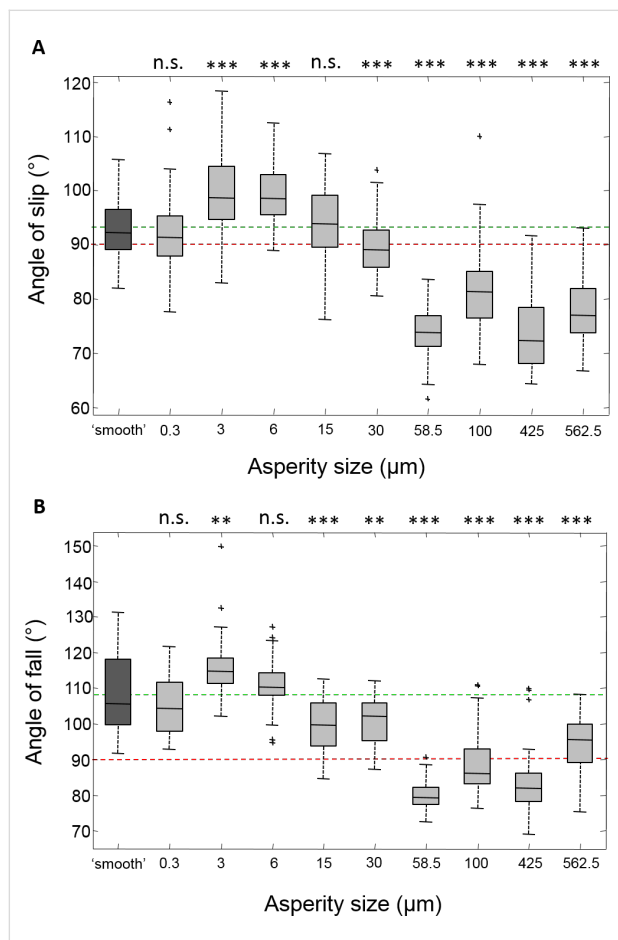 A
n.s. *** *** n.s. *** *** *** *** ***
120
110
100
90
80
70
60
Angle of slip (°)
'smooth' 0.3 3 6 15 30 58.5 100 425 562.5
Asperity size (µm)
B
n.s. ** n.s. *** ** *** *** *** ***
150
140
130
120
110
100
90
80
70
Angle of fall (°)
'smooth' 0.3 3 6 15 30 58.5 100 425 562.5
Asperity size (µm)